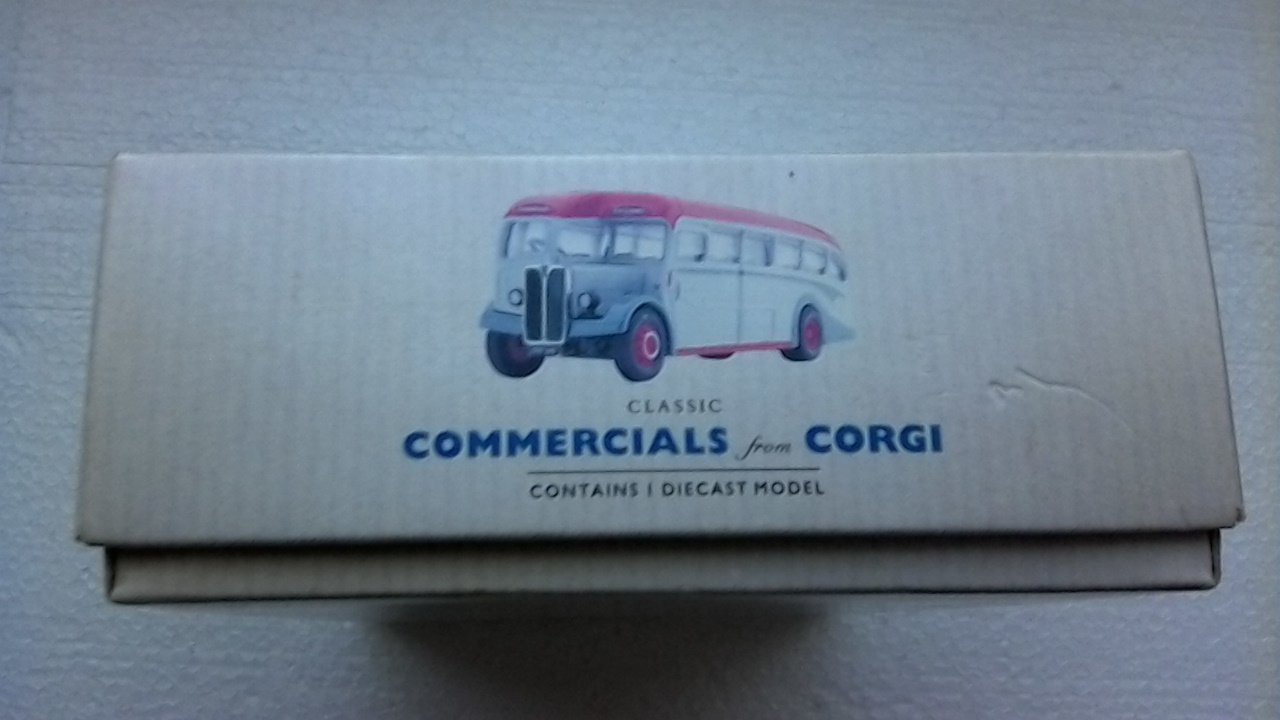 CLASSIC
COMMERCIALS from CORGI
CONTAINS 1 DIECAST MODEL